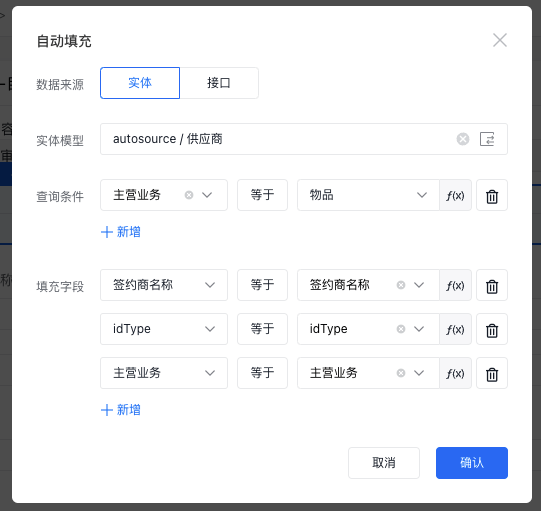 自动填充
数据来源 实体 接口
实体模型 autosource / 供应商
查询条件 主营业务 等于 物品 ƒ(x)
新增
填充字段 签约商名称 等于 签约商名称 ƒ(x)
idType 等于 idType ƒ(x)
主营业务 等于 主营业务 ƒ(x)
新增
取消 确认